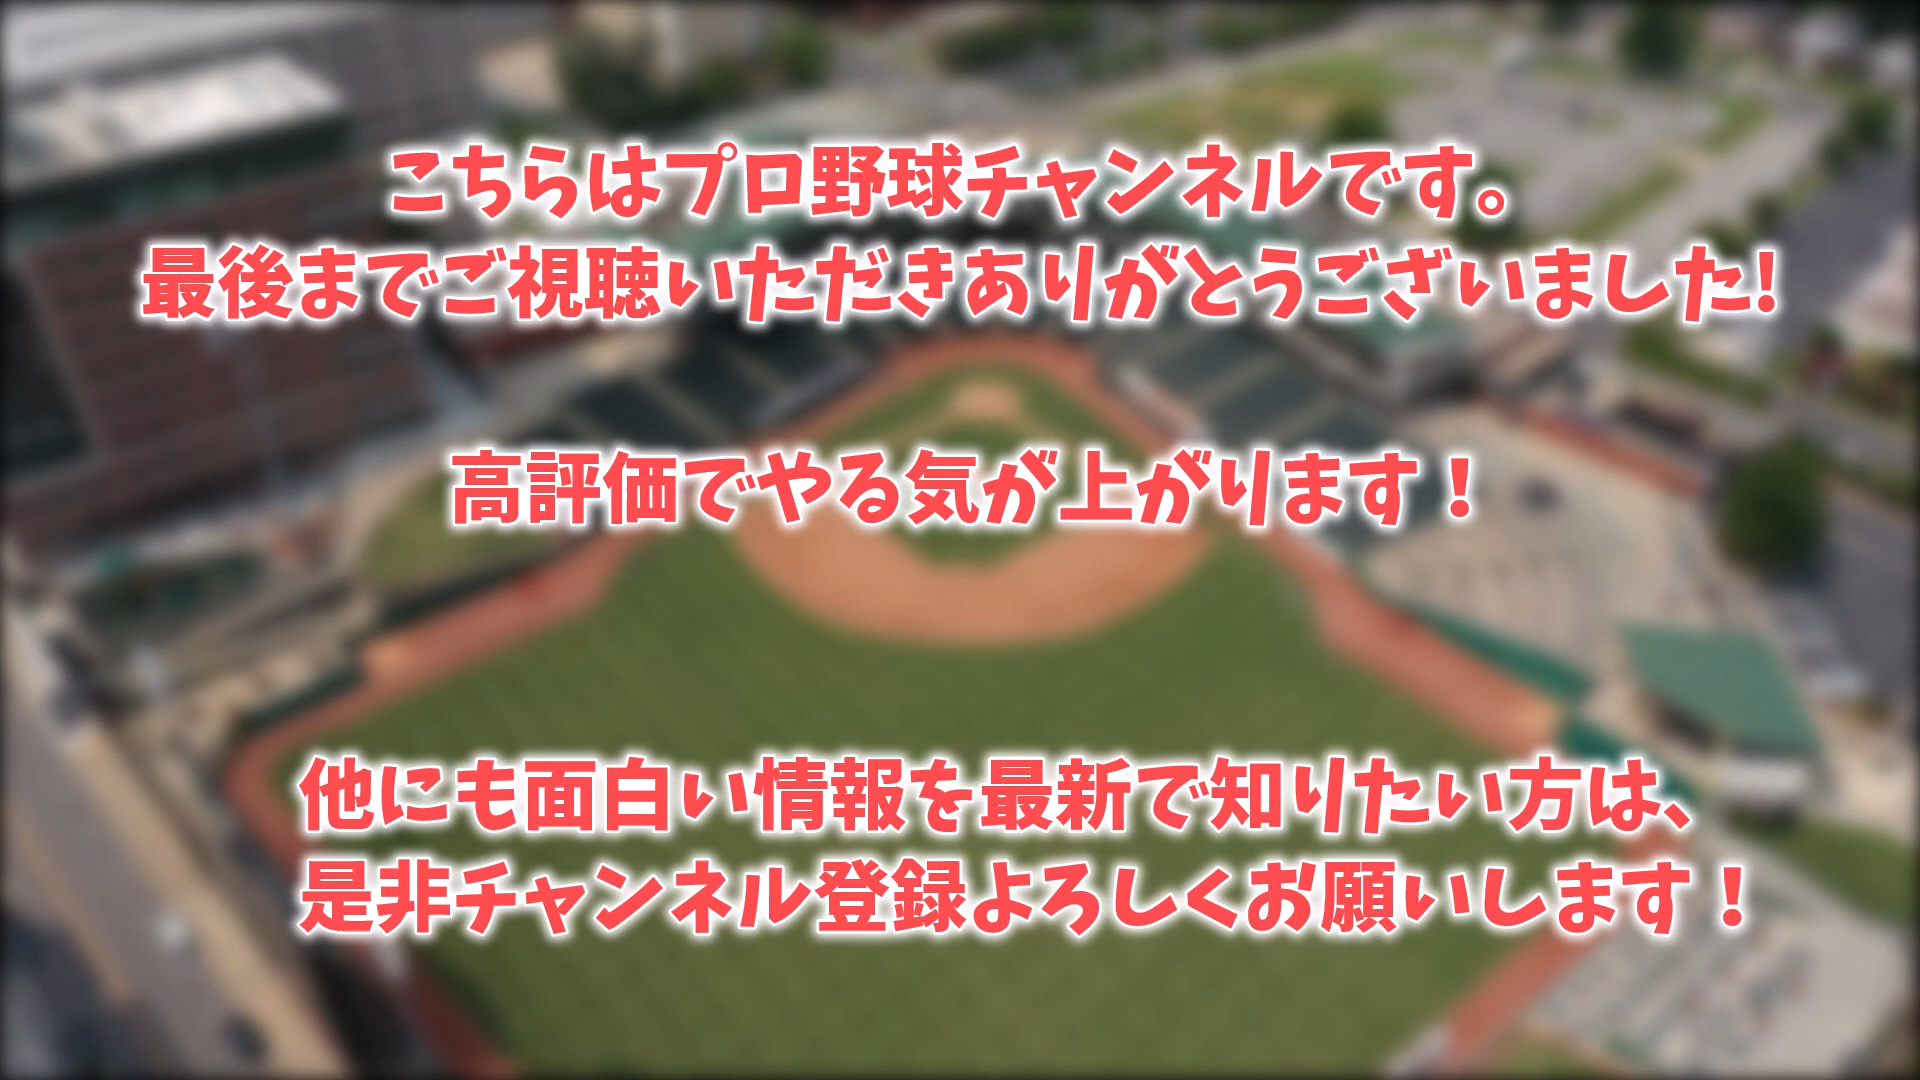 こちらはプロ野球チャンネルです。
最後までご視聴いただきありがとうございました!
高評価でやる気が上がります！
他にも面白い情報を最新で知りたい方は、
是非チャンネル登録よろしくお願いします！